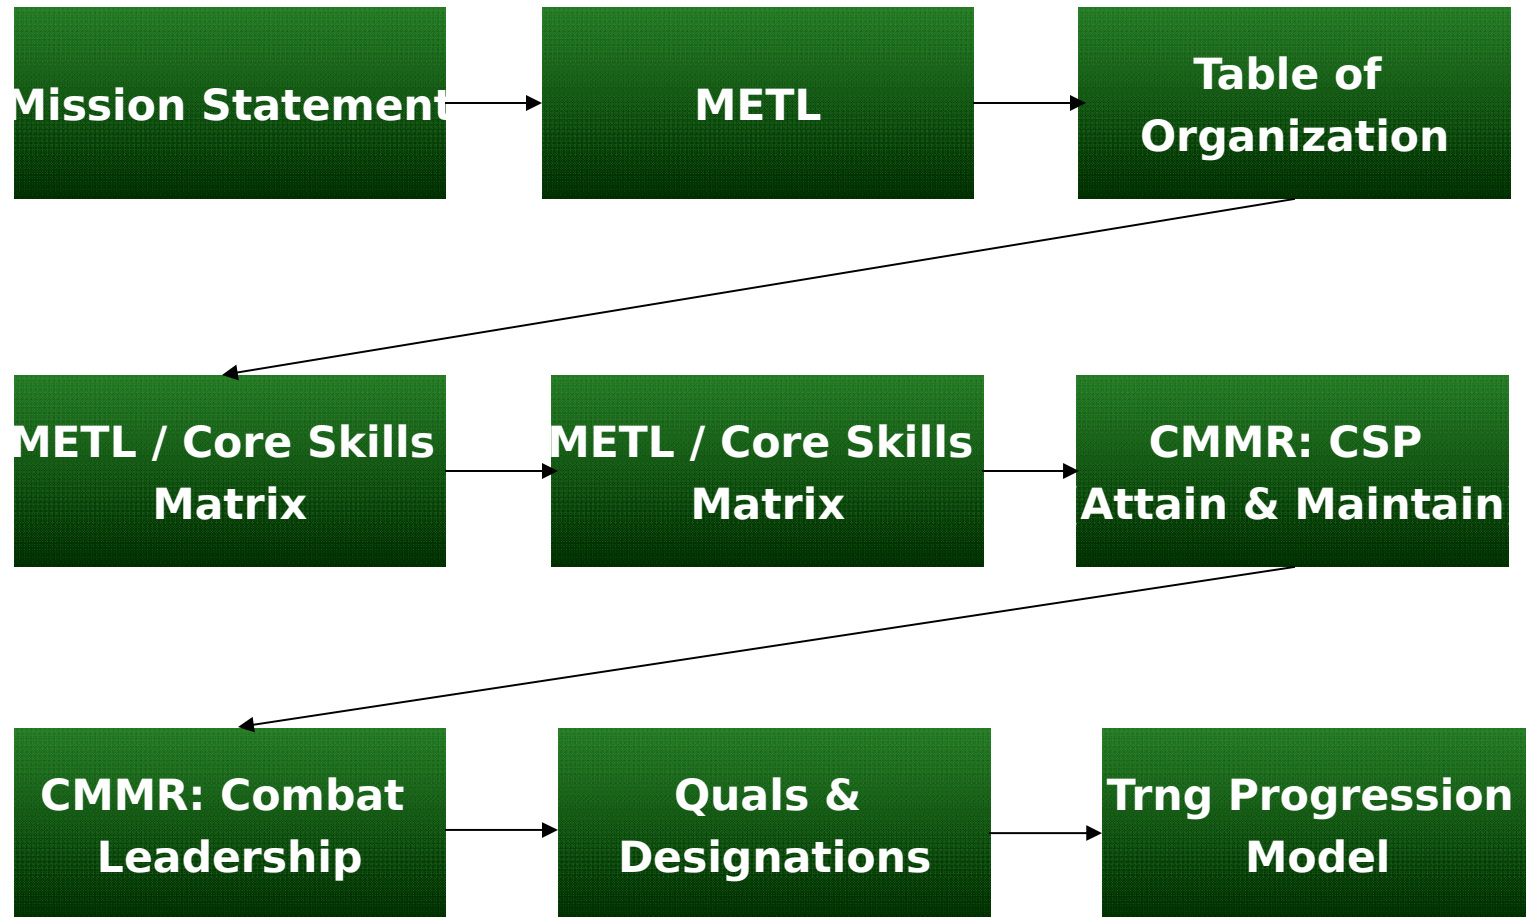 Mission Statement
METL
Table of
Organization
METL / Core Skills
Matrix
METL / Core Skills
Matrix
CMMR: CSP
Attain & Maintain
CMMR: Combat
Leadership
Quals &
Designations
Trng Progression
Model